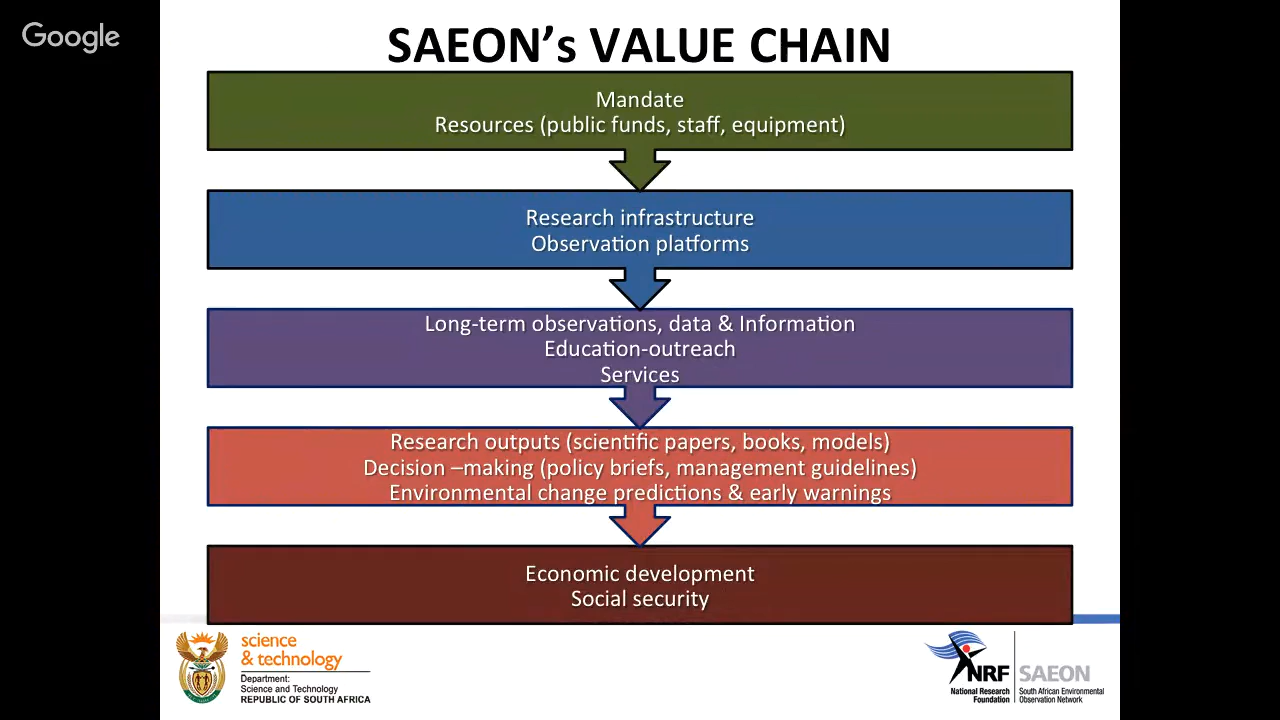 Google
SAEON's VALUE CHAIN
Mandate
Resources (public funds, staff, equipment)
Research infrastructure
Observation platforms
Long-term observations, data & Information
Education-outreach
Services
Research outputs (scientific papers, books, models)
Decision –making (policy briefs, management guidelines)
Environmental change predictions & early warnings
Economic development
Social security
science
& technology
Department:
Science and Technology
REPUBLIC OF SOUTH AFRICA
NRF
National Research
Foundation
SAEON
South African Environmental
Observation Network